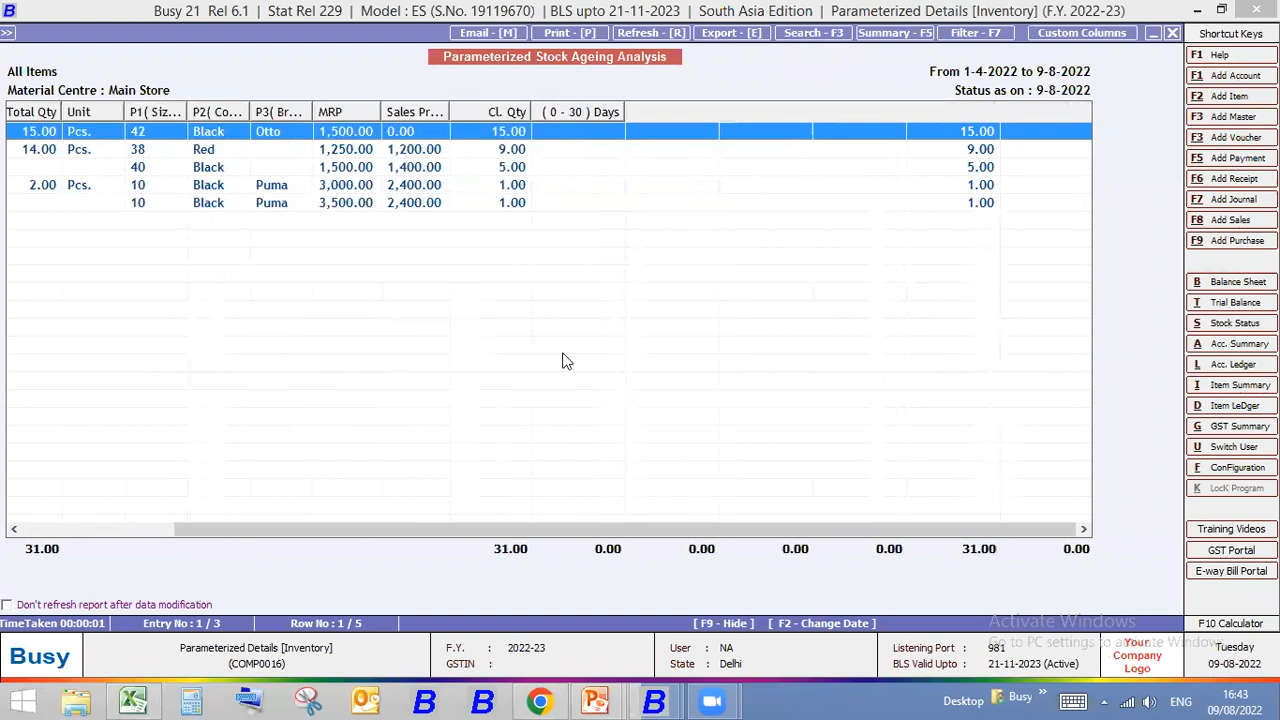 Busy 21 Rel 6.1 | Stat Rel 229 | Model : ES (S.No. 19119670) | BLS upto 21-11-2023 | South Asia Edition | Parameterized Details [Inventory] (F.Y. 2022-23)
>> Email - [M] Print - [P] Refresh - [R] Export - [E] Search - F3 Summary - F5 Filter - F7 Custom Columns
Parameterized Stock Ageing Analysis
All Items From 1-4-2022 to 9-8-2022
Material Centre : Main Store Status as on : 9-8-2022
Total Qty Unit P1( Siz... P2( Co... P3( Br... MRP Sales Pr... Cl. Qty ( 0 - 30 ) Days
15.00 Pcs. 42 Black Otto 1,500.00 0.00 15.00 15.00
14.00 Pcs. 38 Red 1,250.00 1,200.00 9.00 9.00
40 Black 1,500.00 1,400.00 5.00 5.00
2.00 Pcs. 10 Black Puma 3,000.00 2,400.00 1.00 1.00
10 Black Puma 3,500.00 2,400.00 1.00 1.00
31.00 31.00 0.00 0.00 0.00 0.00 31.00 0.00
Don't refresh report after data modification
TimeTaken 00:00:01 Entry No : 1 / 3 Row No : 1 / 5 [ F9 - Hide ] [ F2 - Change Date ]
Busy
Parameterized Details [Inventory]
(COMP0016)
F.Y. 2022-23
GSTIN :
User : NA
State : Delhi
Listening Port : 981
BLS Valid Upto : 21-11-2023 (Active)
Your
Company
Logo
Tuesday
09-08-2022
Shortcut Keys
F1 Help
F1 Add Account
F2 Add Item
F3 Add Master
F3 Add Voucher
F5 Add Payment
F6 Add Receipt
F7 Add Journal
F8 Add Sales
F9 Add Purchase
B Balance Sheet
T Trial Balance
S Stock Status
A Acc. Summary
L Acc. Ledger
I Item Summary
D Item LeDger
G GST Summary
U Switch User
F ConFiguration
K LocK Program
Training Videos
GST Portal
E-way Bill Portal
F10 Calculator
Activate Windows
Go to PC settings to activate Windows.
Desktop Busy ENG 16:43
09/08/2022